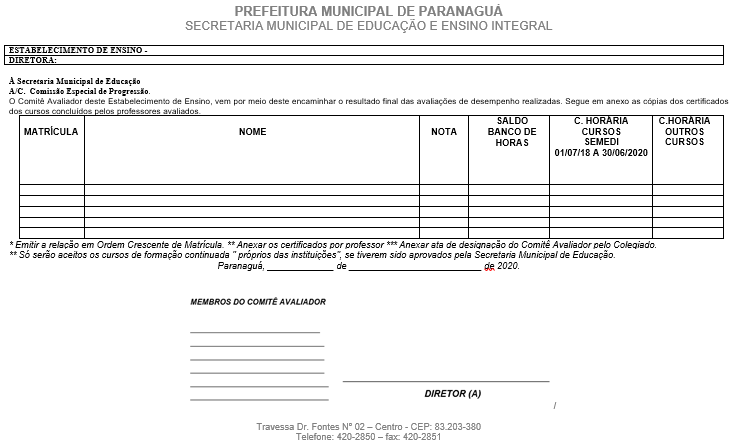 PREFEITURA MUNICIPAL DE PARANAGUÁ
SECRETARIA MUNICIPAL DE EDUCAÇÃO E ENSINO INTEGRAL
ESTABELECIMENTO DE ENSINO -
DIRETORA:
À Secretaria Municipal de Educação
A/C. Comissão Especial de Progressão.
O Comitê Avaliador deste Estabelecimento de Ensino, vem por meio deste encaminhar o resultado final das avaliações de desempenho realizadas. Segue em anexo as cópias dos certificados
dos cursos concluídos pelos professores avaliados.
MATRÍCULA NOME NOTA SALDO BANCO DE HORAS C. HORÁRIA CURSOS SEMEDI 01/07/18 A 30/06/2020 C.HORÁRIA OUTROS CURSOS
* Emitir a relação em Ordem Crescente de Matrícula. ** Anexar os certificados por professor *** Anexar ata de designação do Comitê Avaliador pelo Colegiado.
** Só serão aceitos os cursos de formação continuada " próprios das instituições", se tiverem sido aprovados pela Secretaria Municipal de Educação.
Paranaguá, _____________ de __________________________ de 2020.
MEMBROS DO COMITÊ AVALIADOR
DIRETOR (A)
/
Travessa Dr. Fontes Nº 02 – Centro - CEP: 83.203-380
Telefone: 420-2850 – fax: 420-2851